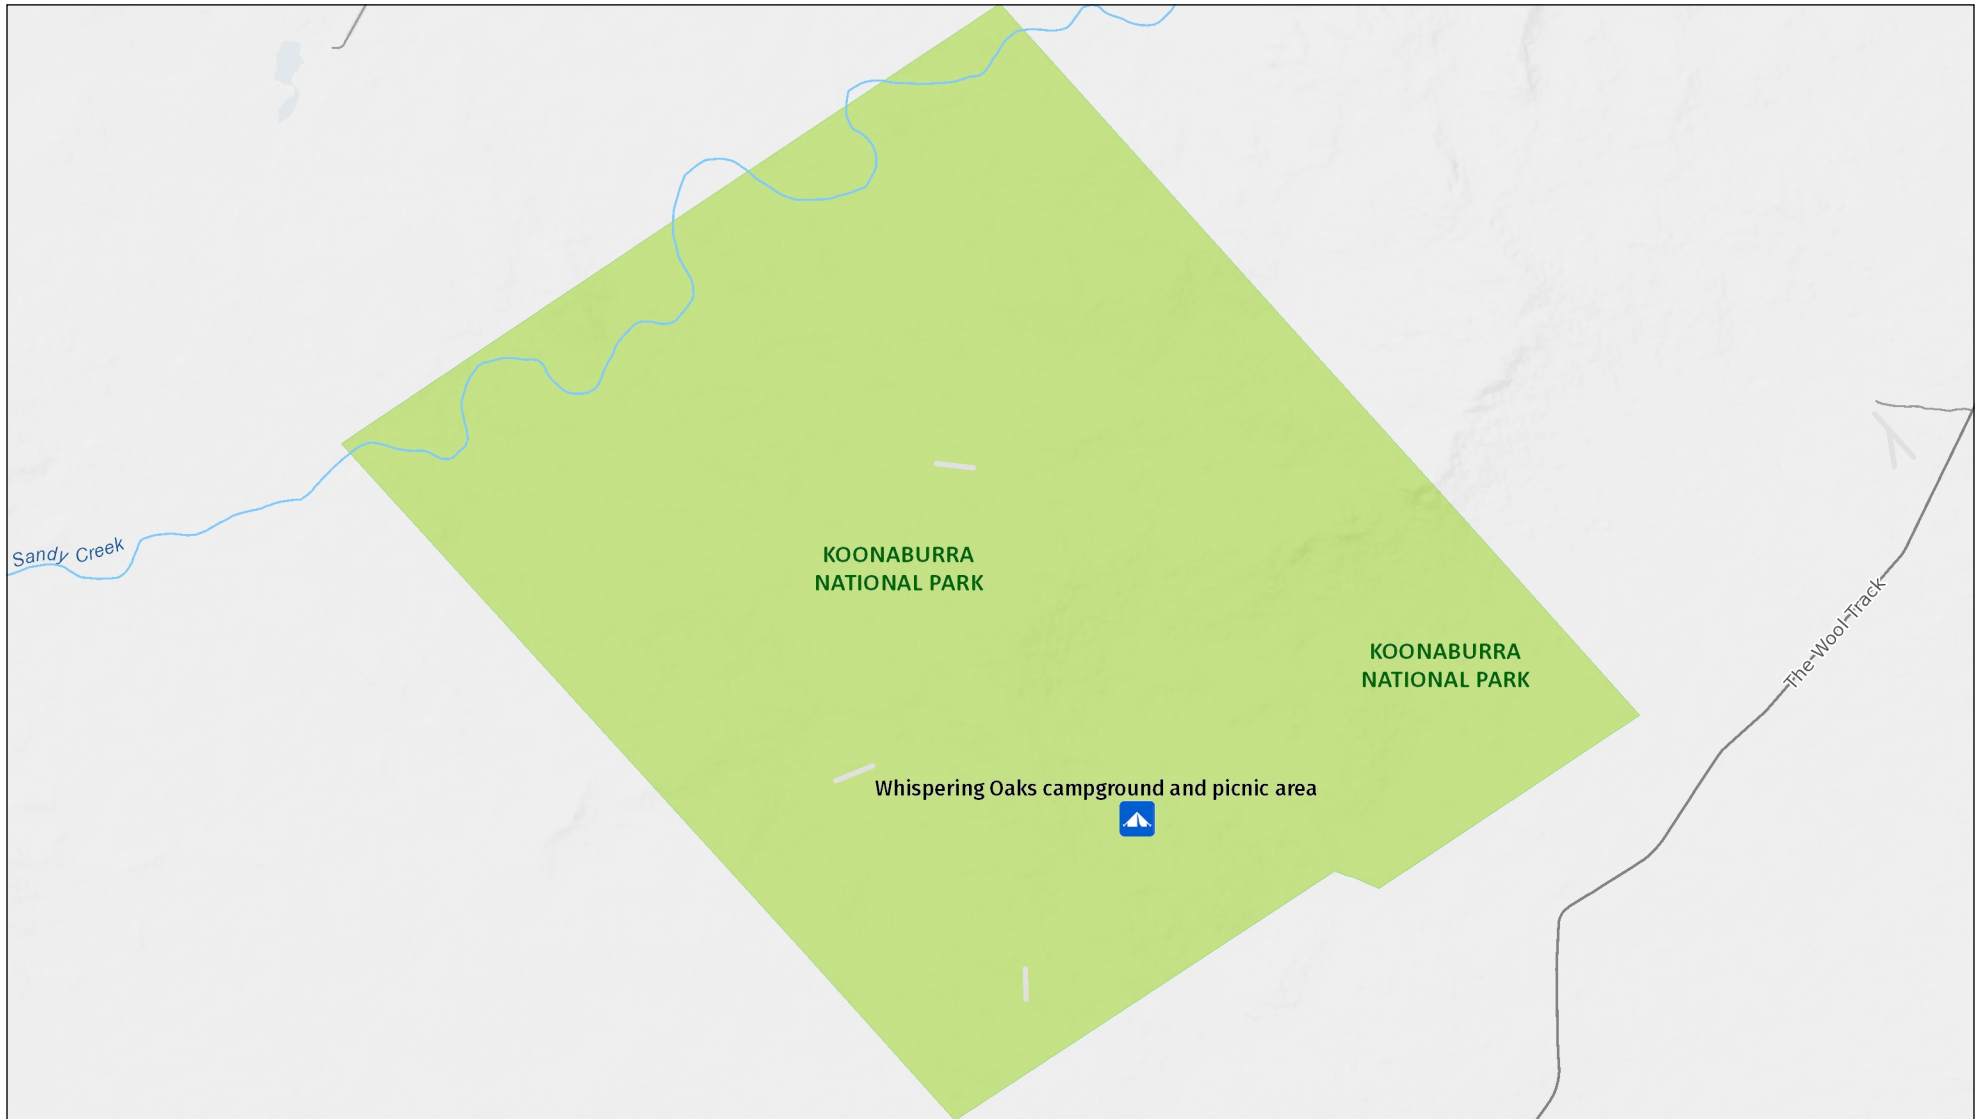 Sandy Creek
KOONABURRA
NATIONAL PARK
The Wool Track
KOONABURRA
NATIONAL PARK
Whispering Oaks campground and picnic area